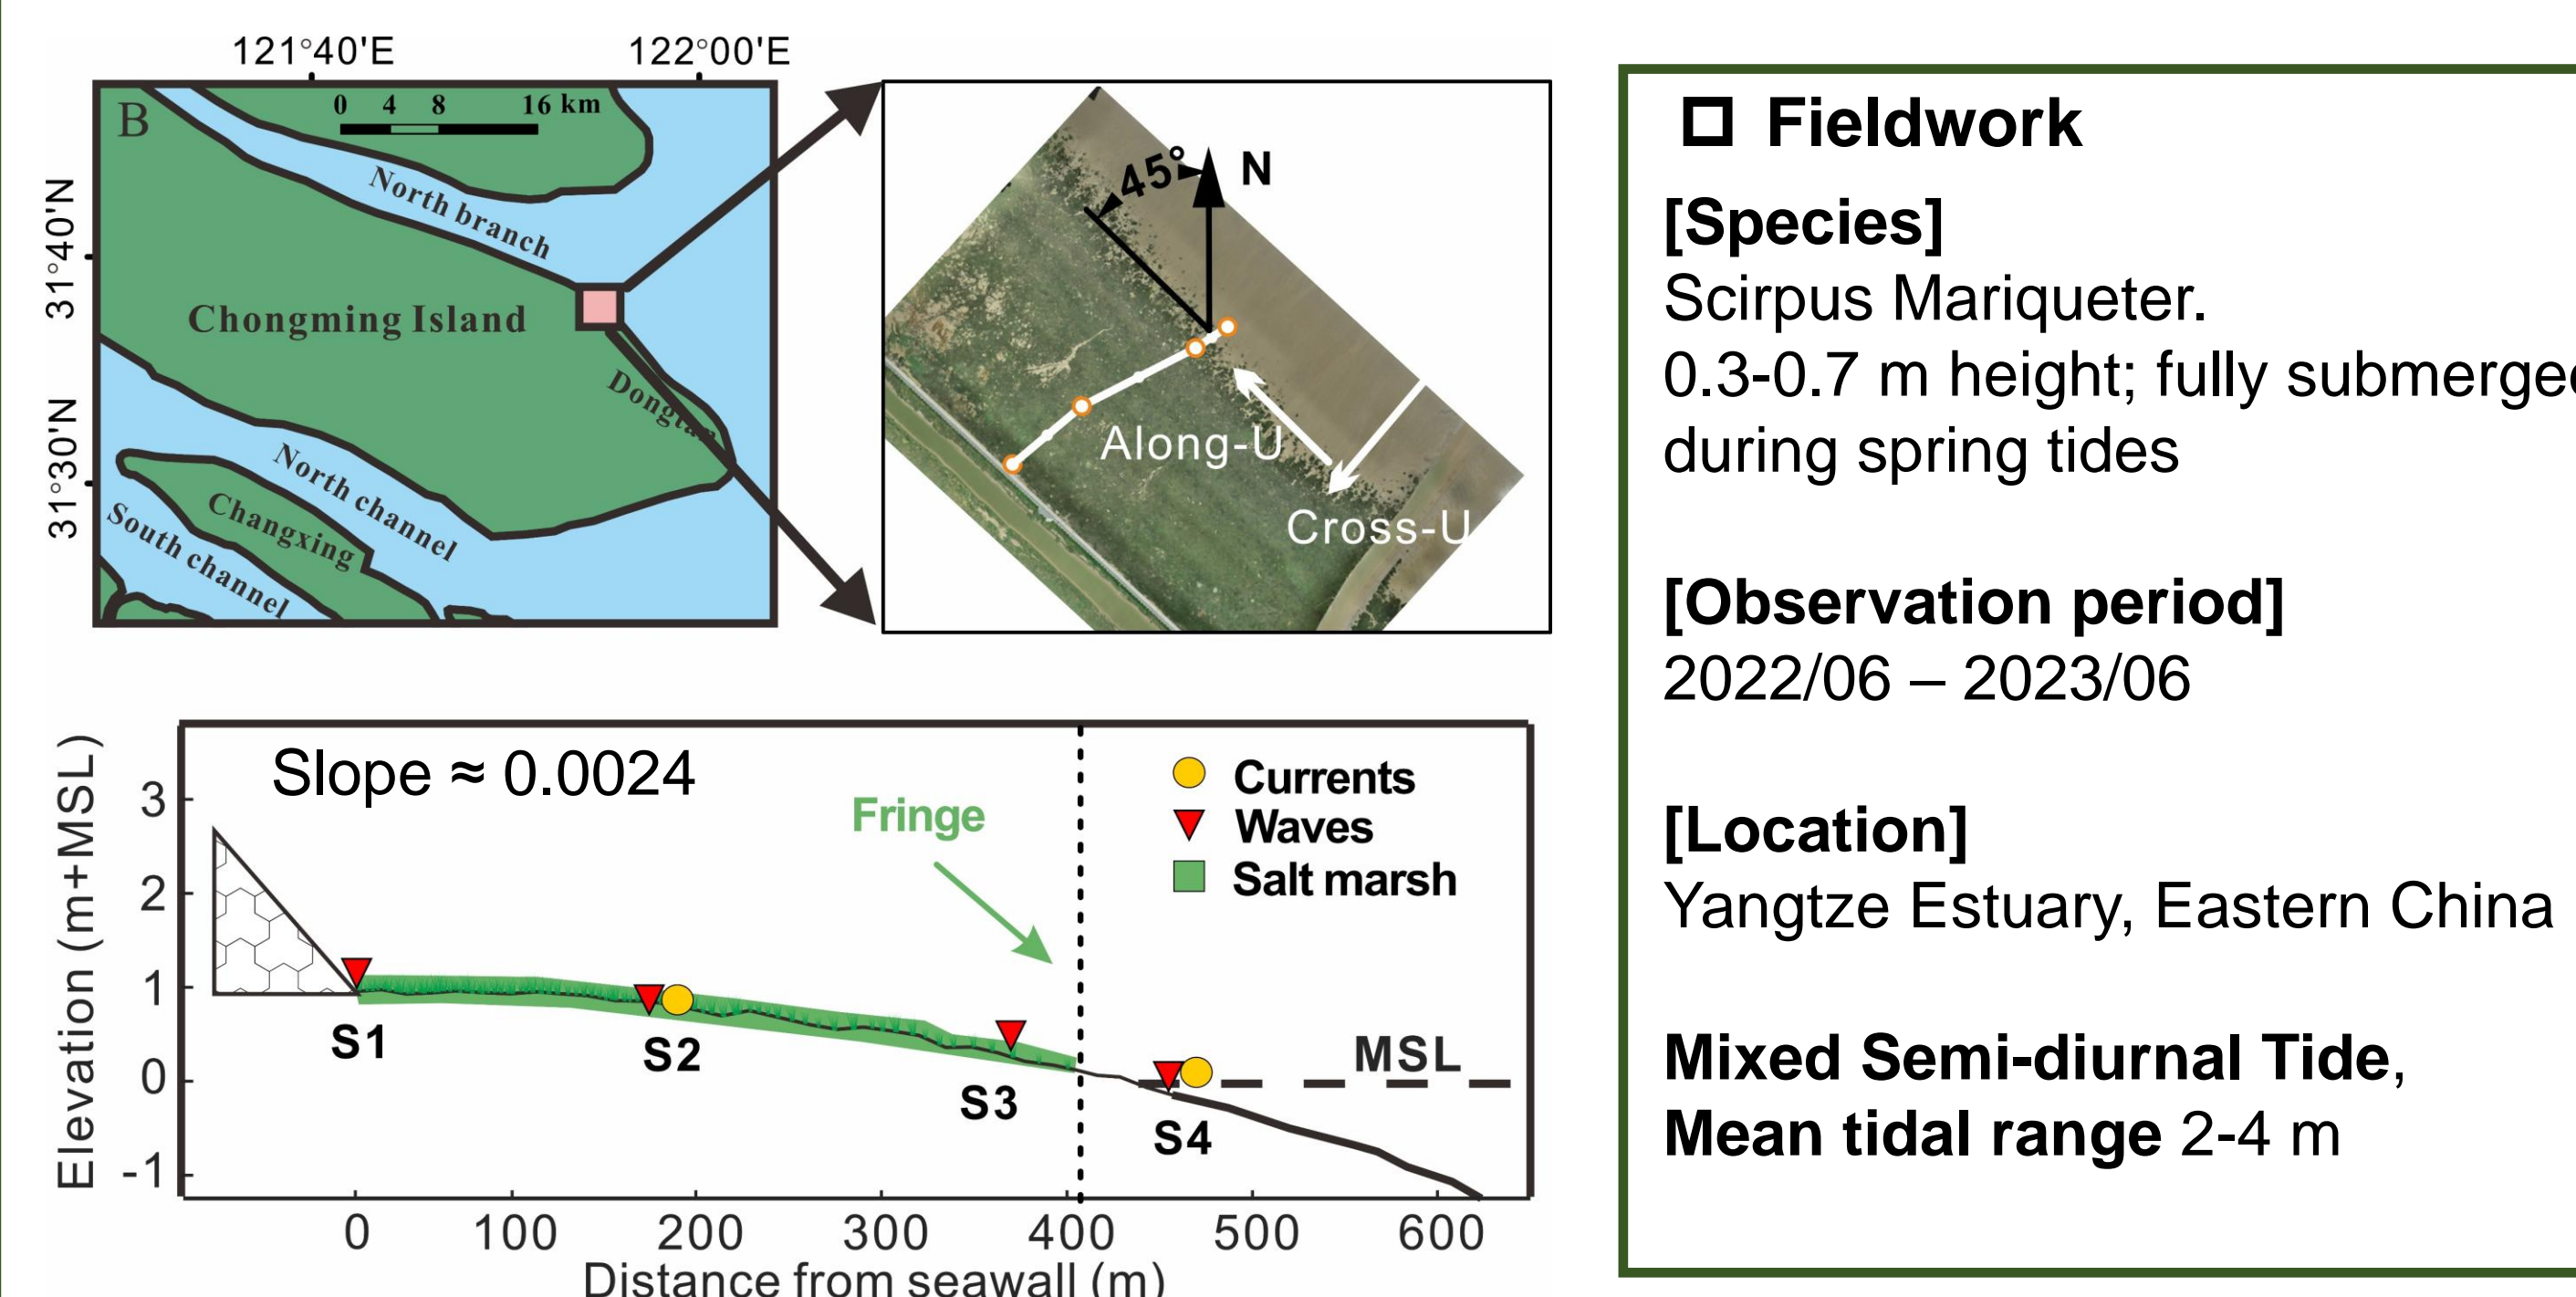 121°40'E 122°00'E
B
0 4 8 16 km
31°40'N
31°30'N
North branch
Chongming Island
Dongtan
North channel
Changxing
South channel
45°
N
Along-U
Cross-U
Slope ≈ 0.0024
Fringe
Currents
Waves
Salt marsh
Elevation (m+MSL)
3
2
1
0
-1
S1
S2
S3
S4
MSL
0 100 200 300 400 500 600
Distance from seawall (m)
Fieldwork
[Species]
Scirpus Mariqueter.
0.3-0.7 m height; fully submerged
during spring tides
[Observation period]
2022/06 – 2023/06
[Location]
Yangtze Estuary, Eastern China
Mixed Semi-diurnal Tide,
Mean tidal range 2-4 m